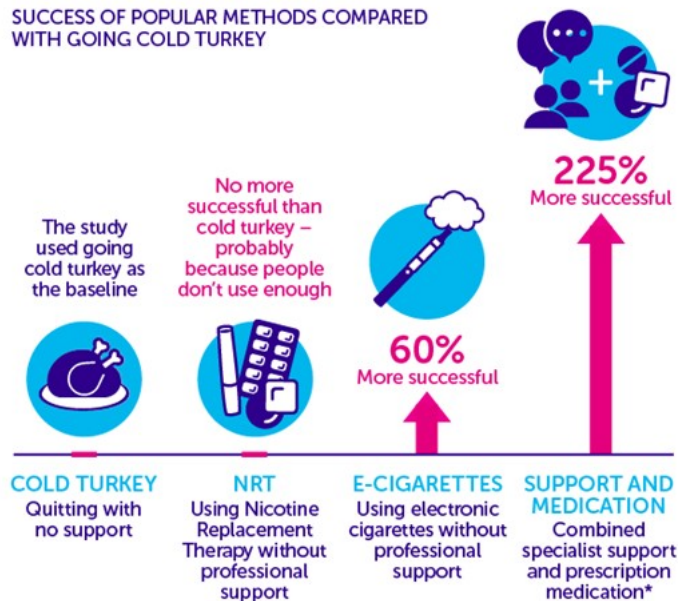 SUCCESS OF POPULAR METHODS COMPARED
WITH GOING COLD TURKEY
The study
used going
cold turkey as
the baseline
No more
successful than
cold turkey –
probably
because people
don't use enough
60%
More successful
225%
More successful
COLD TURKEY
Quitting with
no support
NRT
Using Nicotine
Replacement
Therapy without
professional
support
E-CIGARETTES
Using electronic
cigarettes without
professional
support
SUPPORT AND
MEDICATION
Combined
specialist support
and prescription
medication*